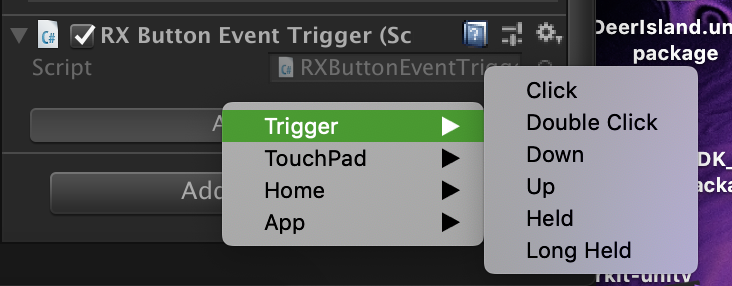 RX Button Event Trigger (Sc
Script
RXButtonEventTrigg
Trigger
TouchPad
Home
App
Click
Double Click
Down
Up
Held
Long Held
Add
DeerIsland.un
package
DK_
rkit-unity